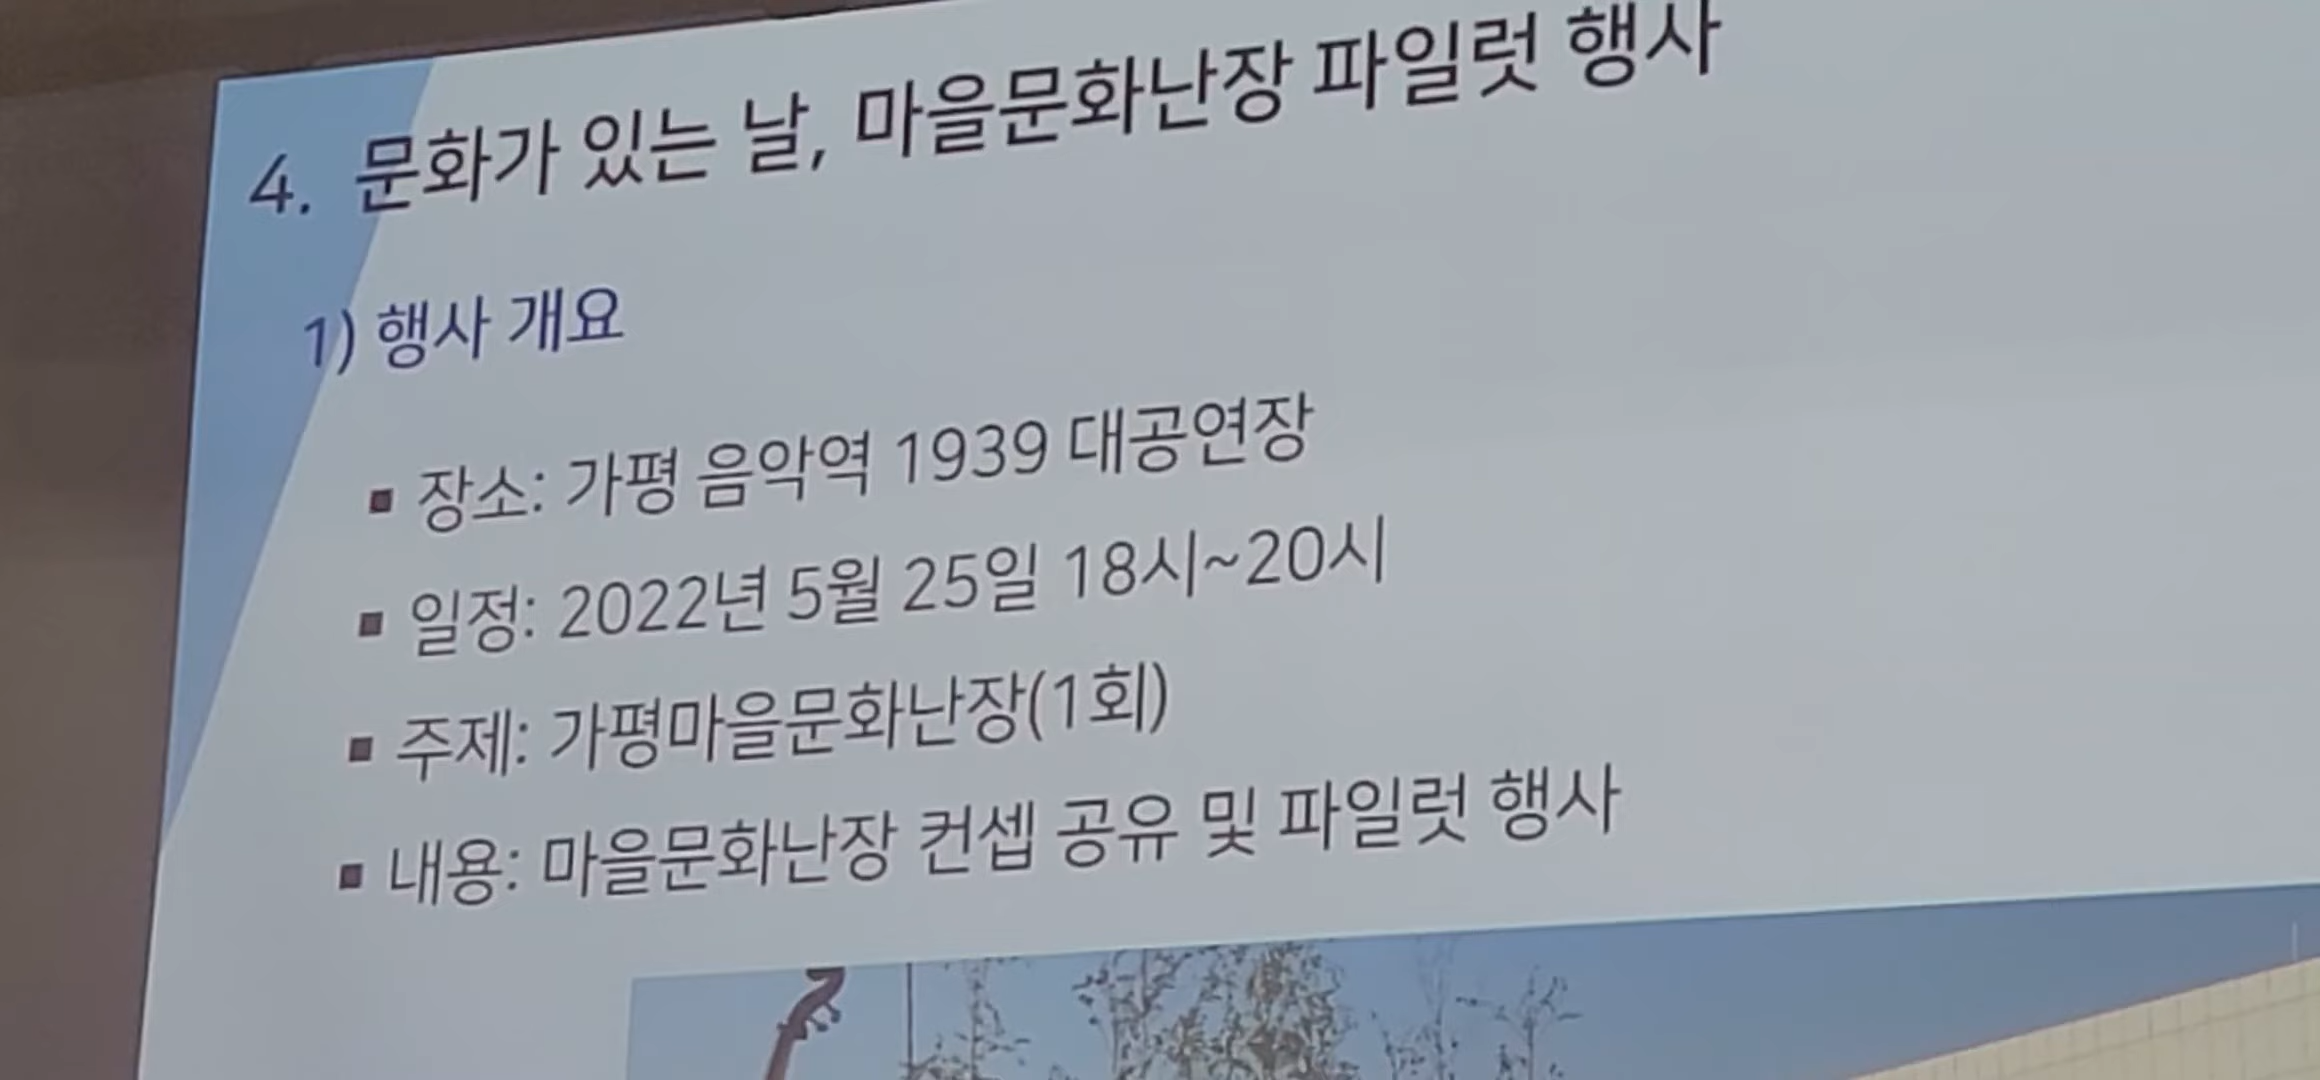 4. 문화가 있는 날, 마을문화난장 파일럿 행사
1) 행사 개요
▪ 장소: 가평 음악역 1939 대공연장
▪ 일정: 2022년 5월 25일 18시~20시
▪ 주제: 가평마을문화난장(1회)
▪ 내용: 마을문화난장 컨셉 공유 및 파일럿 행사